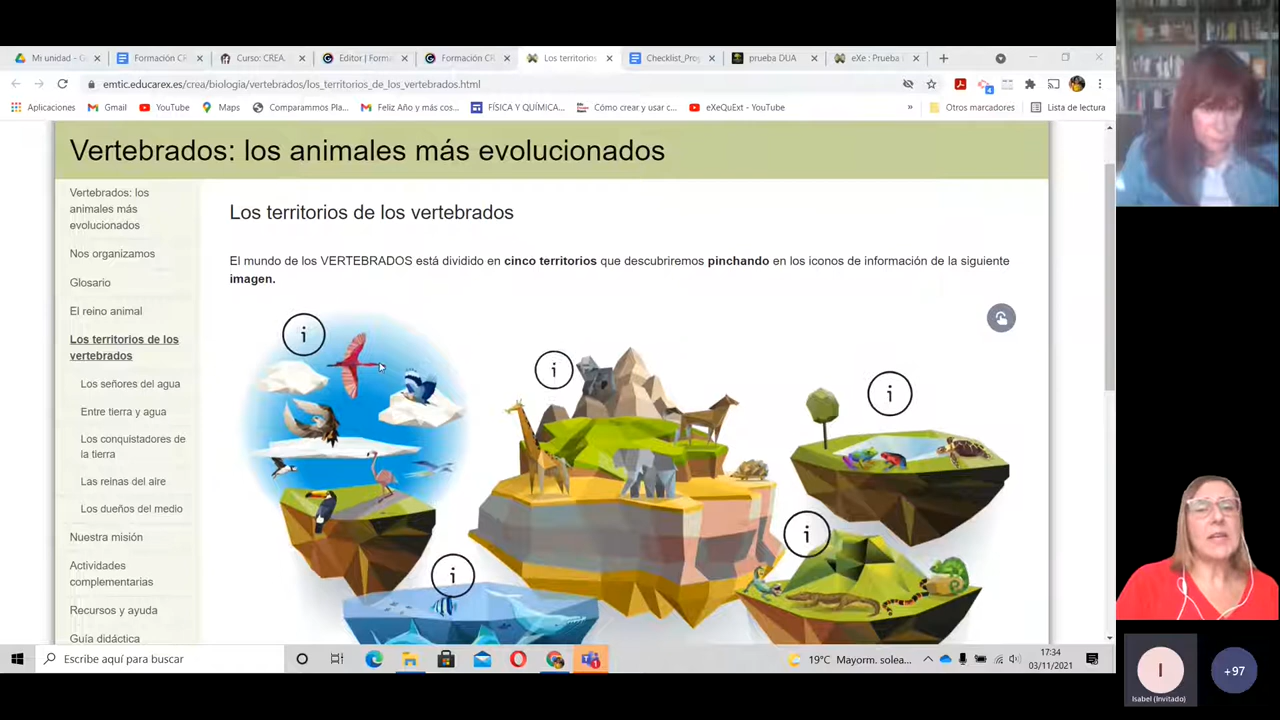 Mi unidad - G
Formación CR
Curso: CREA.
Editor | Forma
Formación CR
Los territorios
Checklist_Pro
prueba DUA
eXe : Prueba
emtic.educarex.es/crea/biologia/vertebrados/los_territorios_de_los_vertebrados.html
Aplicaciones
Gmail
YouTube
Maps
Comparammos Pla...
Feliz Año y más cos...
FÍSICA Y QUÍMICA...
Cómo crear y usar c...
eXeQuExt - YouTube
»
Otros marcadores
Lista de lectura
Vertebrados: los animales más evolucionados
Vertebrados: los
animales más
evolucionados
Nos organizamos
Glosario
El reino animal
Los territorios de los
vertebrados
Los señores del agua
Entre tierra y agua
Los conquistadores de
la tierra
Las reinas del aire
Los dueños del medio
Nuestra misión
Actividades
complementarias
Recursos y ayuda
Guía didáctica
Los territorios de los vertebrados
El mundo de los VERTEBRADOS está dividido en cinco territorios que descubriremos pinchando en los iconos de información de la siguiente
imagen.
i
i
i
i
i
Escribe aquí para buscar
19°C Mayorm. solea...
17:34
03/11/2021
I
Isabel (Invitado)
+97